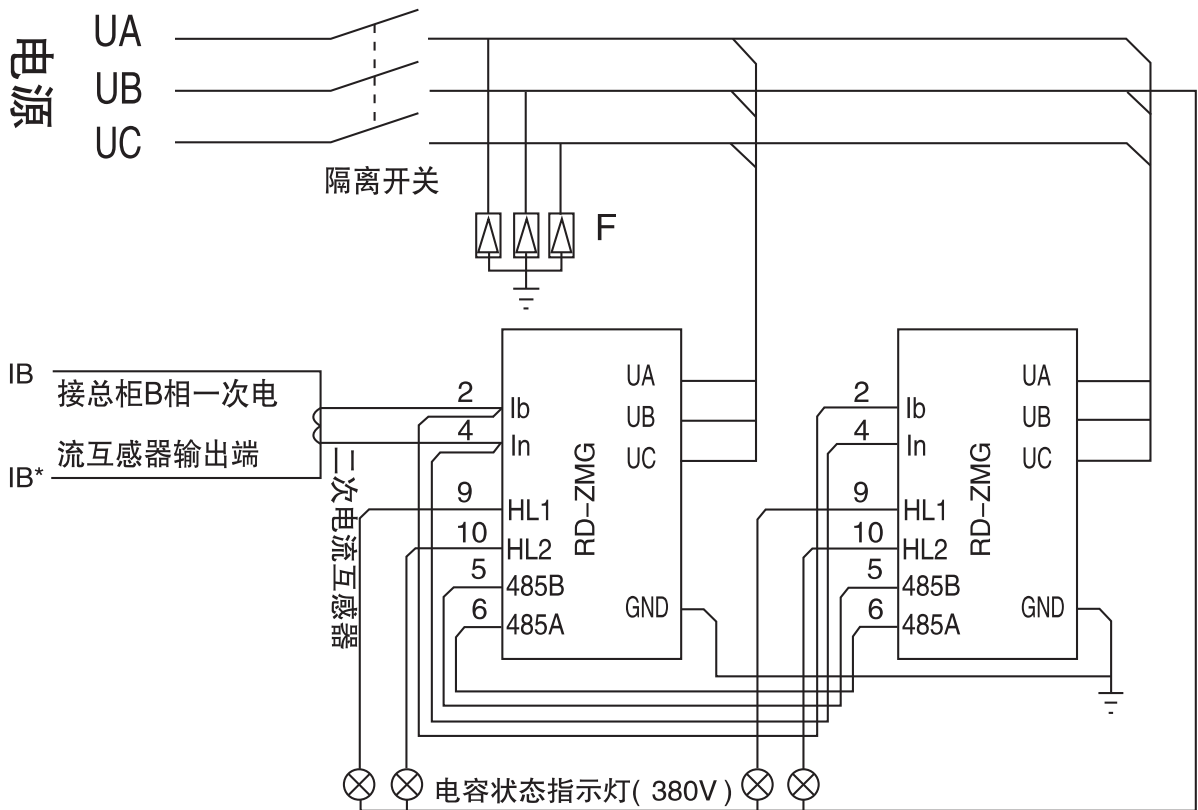 电源
UA
UB
UC
隔离开关
F
IB
接总柜B相一次电
流互感器输出端
IB*
二次电流互感器
2
4
9
10
5
6
Ib
In
HL1
HL2
485B
485A
RD-ZMG
UA
UB
UC
GND
2
4
9
10
5
6
Ib
In
HL1
HL2
485B
485A
RD-ZMG
UA
UB
UC
GND
电容状态指示灯( 380V )